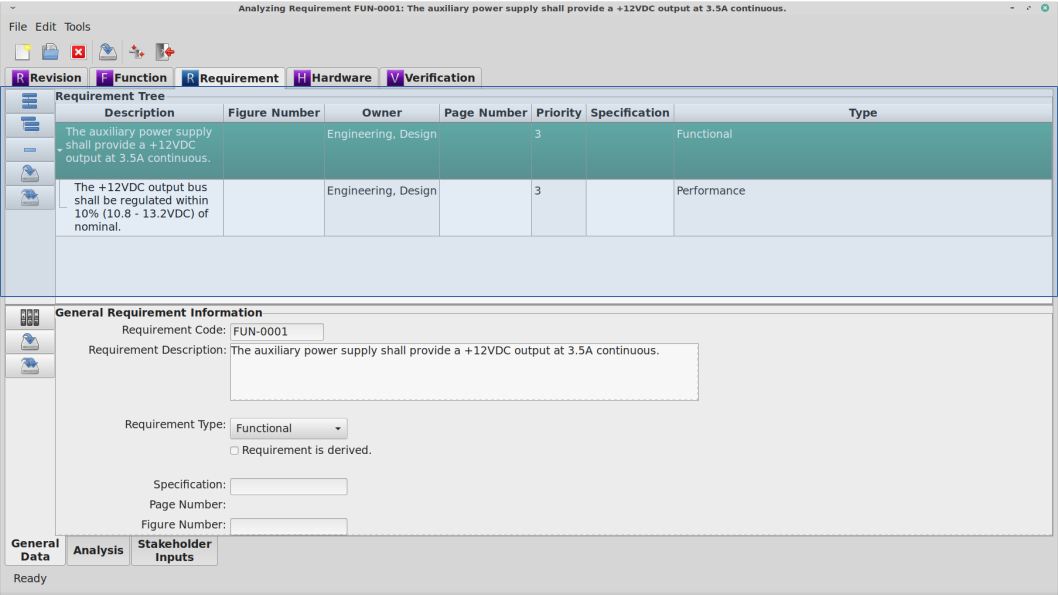 Analyzing Requirement FUN-0001: The auxiliary power supply shall provide a +12VDC output at 3.5A continuous.
File Edit Tools
R Revision F Function R Requirement H Hardware V Verification
Requirement Tree
Description Figure Number Owner Page Number Priority Specification Type
The auxiliary power supply
shall provide a +12VDC
output at 3.5A continuous.
Engineering, Design 3 Functional
The +12VDC output bus
shall be regulated within
10% (10.8 - 13.2VDC) of
nominal.
Engineering, Design 3 Performance
General Requirement Information
Requirement Code: FUN-0001
Requirement Description: The auxiliary power supply shall provide a +12VDC output at 3.5A continuous.
Requirement Type: Functional
Requirement is derived.
Specification:
Page Number:
Figure Number:
General
Data
Analysis
Stakeholder
Inputs
Ready